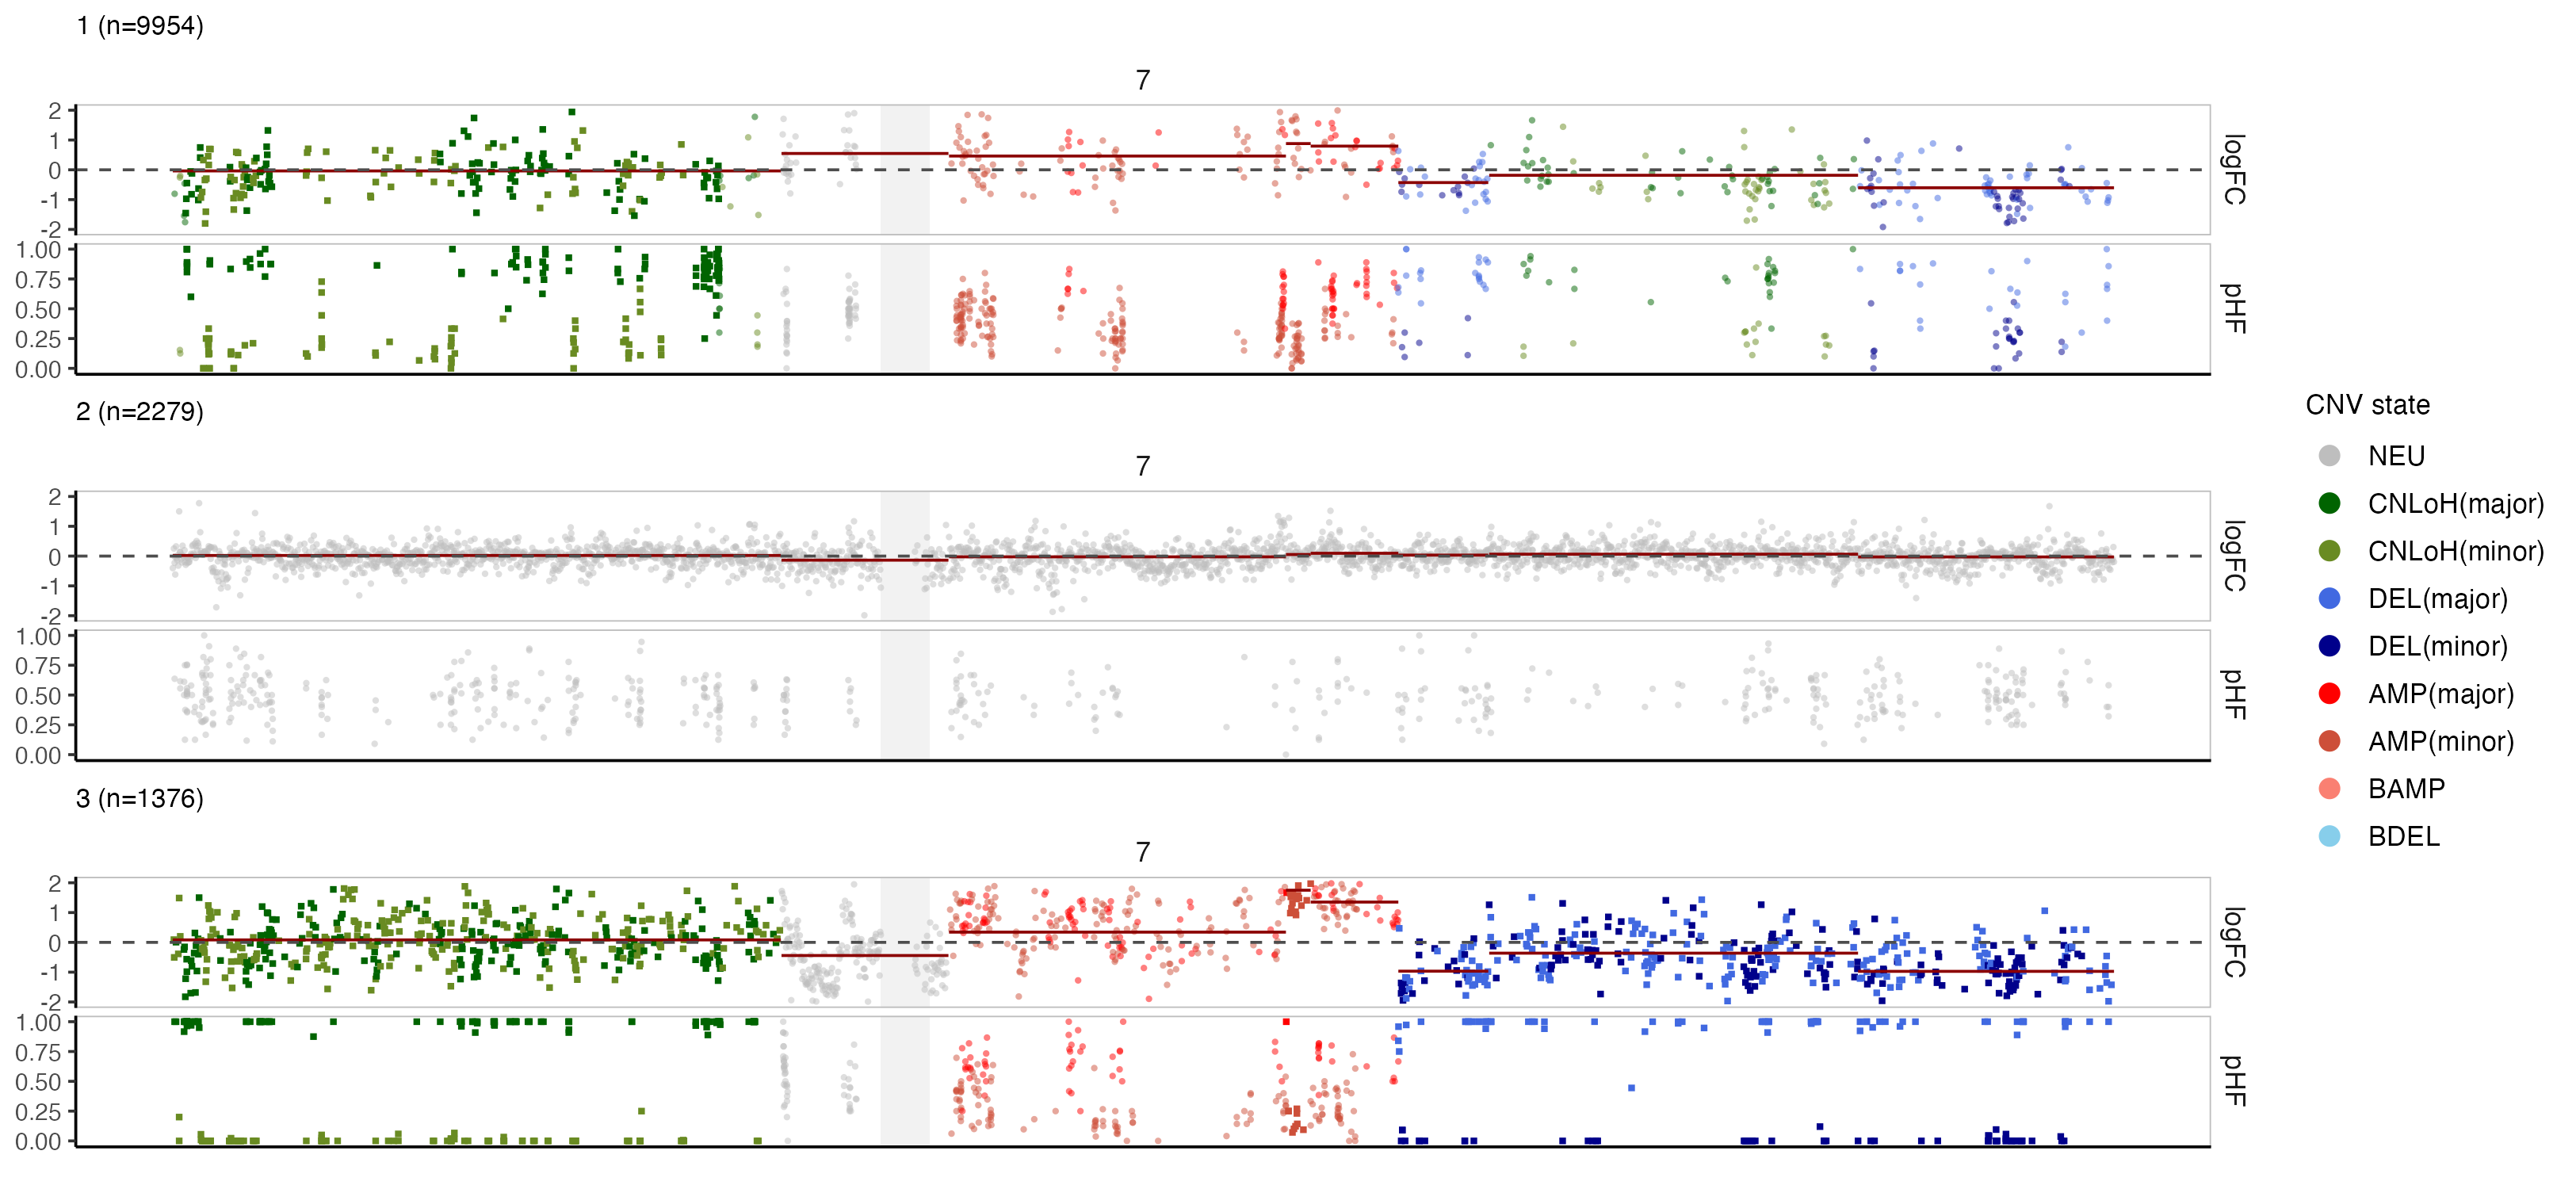 1 (n=9954)
7
2
1
0
-1
-2
logFC
1.00
0.75
0.50
0.25
0.00
pHF
2 (n=2279)
7
2
1
0
-1
-2
logFC
1.00
0.75
0.50
0.25
0.00
pHF
3 (n=1376)
7
2
1
0
-1
-2
logFC
1.00
0.75
0.50
0.25
0.00
pHF
CNV state
NEU
CNLoH(major)
CNLoH(minor)
DEL(major)
DEL(minor)
AMP(major)
AMP(minor)
BAMP
BDEL